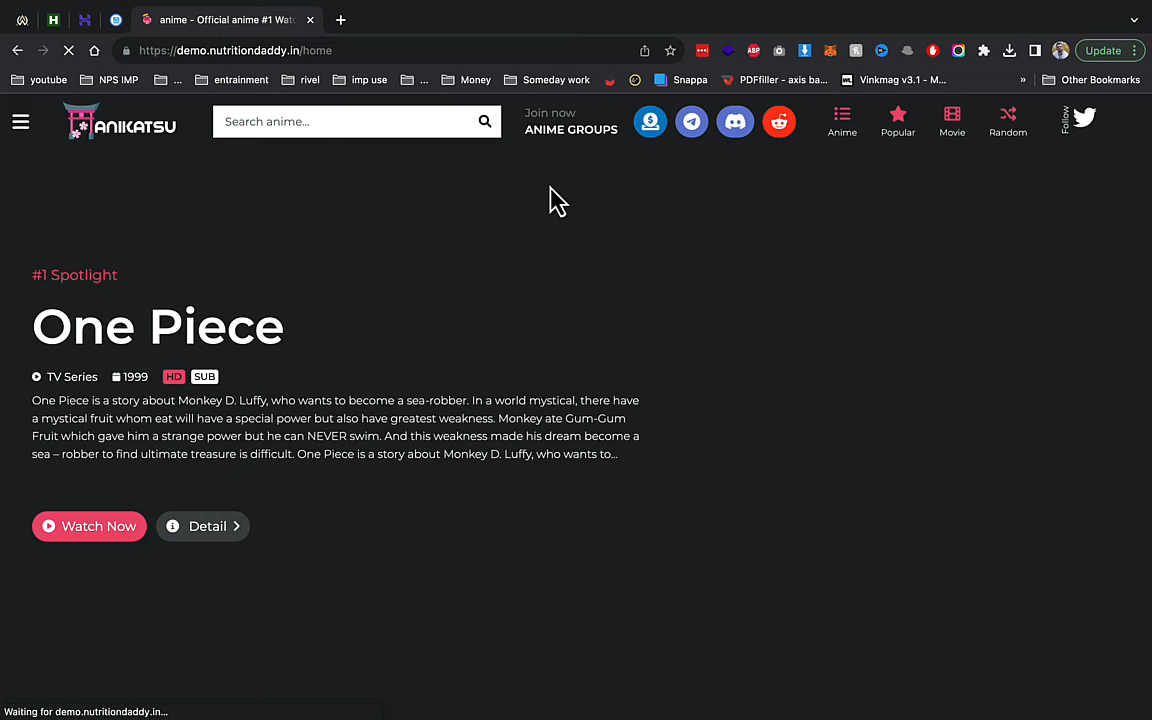 anime - Official anime #1 Wat
https://demo.nutritiondaddy.in/home
Update
youtube
NPS IMP
...
entrainment
rivel
imp use
...
Money
Someday work
Snappa
PDFfiller - axis ba...
Vinkmag v3.1 - M...
»
Other Bookmarks
ANIKATSU
Search anime...
Join now
ANIME GROUPS
Anime
Popular
Movie
Random
Follow
#1 Spotlight
One Piece
TV Series 1999 HD SUB
One Piece is a story about Monkey D. Luffy, who wants to become a sea-robber. In a world mystical, there have
a mystical fruit whom eat will have a special power but also have greatest weakness. Monkey ate Gum-Gum
Fruit which gave him a strange power but he can NEVER swim. And this weakness made his dream become a
sea – robber to find ultimate treasure is difficult. One Piece is a story about Monkey D. Luffy, who wants to...
Watch Now
Detail
Waiting for demo.nutritiondaddy.in...